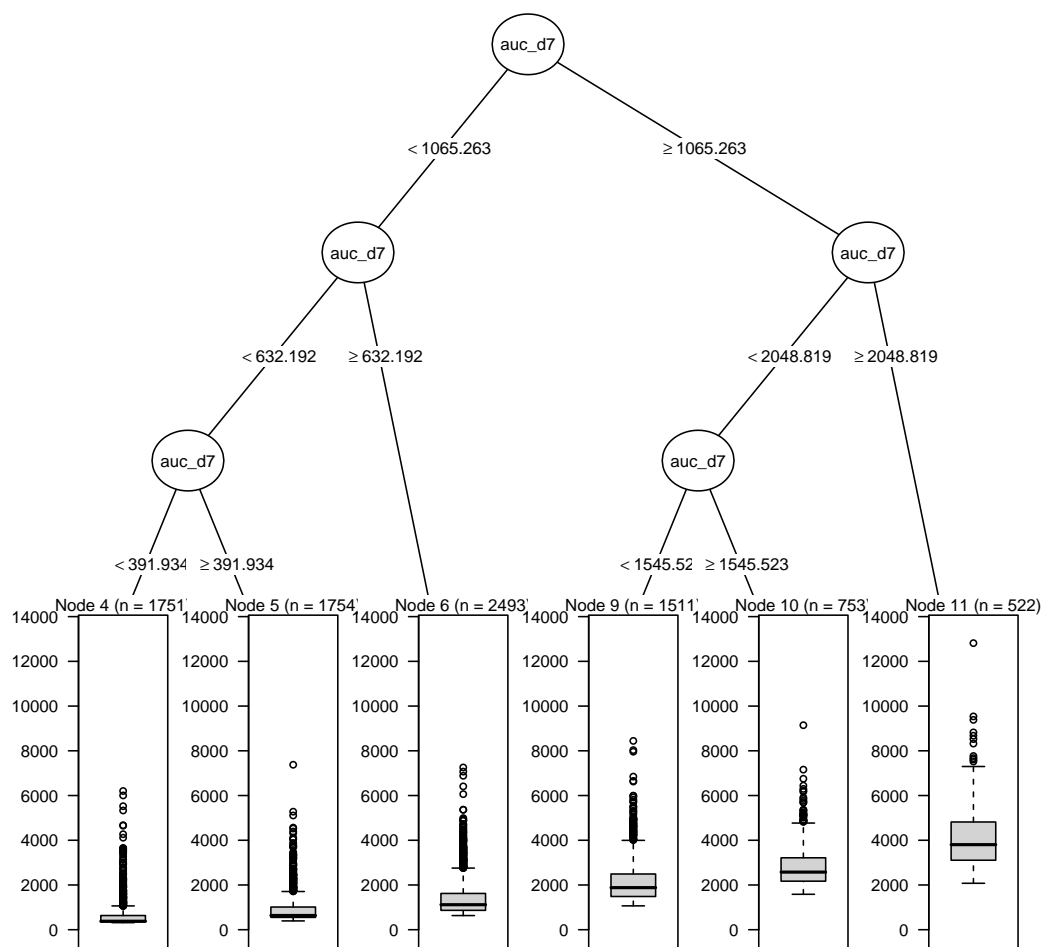 auc_d7
< 1065.263 ≥ 1065.263
auc_d7 auc_d7
< 632.192 ≥ 632.192 < 2048.819 ≥ 2048.819
auc_d7 auc_d7
< 391.934 ≥ 391.934 < 1545.52 ≥ 1545.523
Node 4 (n = 1751) Node 5 (n = 1754) Node 6 (n = 2493) Node 9 (n = 1511) Node 10 (n = 753) Node 11 (n = 522)
14000 14000 14000 14000 14000 14000
12000 12000 12000 12000 12000 12000
10000 10000 10000 10000 10000 10000
8000 8000 8000 8000 8000 8000
6000 6000 6000 6000 6000 6000
4000 4000 4000 4000 4000 4000
2000 2000 2000 2000 2000 2000
0 0 0 0 0 0